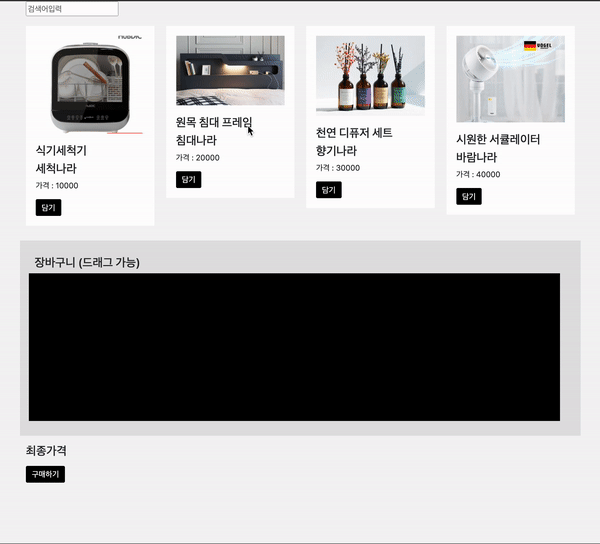 검색어입력
식기세척기
세척나라
가격 : 10000
담기
원목 침대 프레임
침대나라
가격 : 20000
담기
천연 디퓨저 세트
향기나라
가격 : 30000
담기
VOGEL
시원한 서큘레이터
바람나라
가격 : 40000
담기
장바구니 (드래그 가능)
최종가격
구매하기